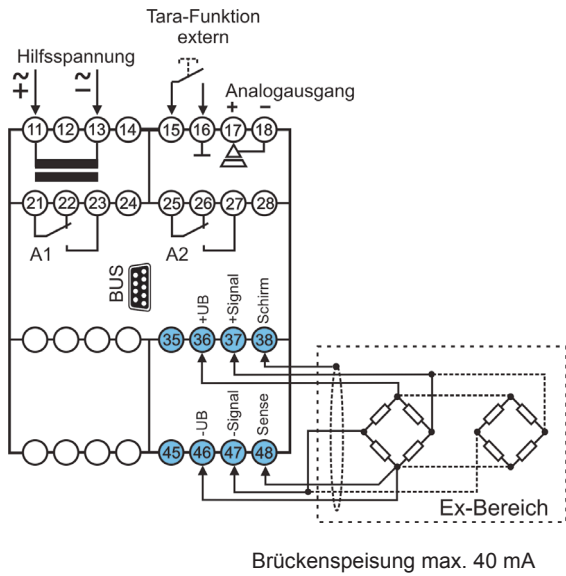 Tara-Funktion
extern
Hilfsspannung
+≃ −≃
Analogausgang
+ −
11 12 13 14 15 16 17 18
21 22 23 24 25 26 27 28
A1 A2
BUS
+UB +Signal Schirm
35 36 37 38
-UB -Signal Sense
45 46 47 48
Ex-Bereich
Brückenspeisung max. 40 mA